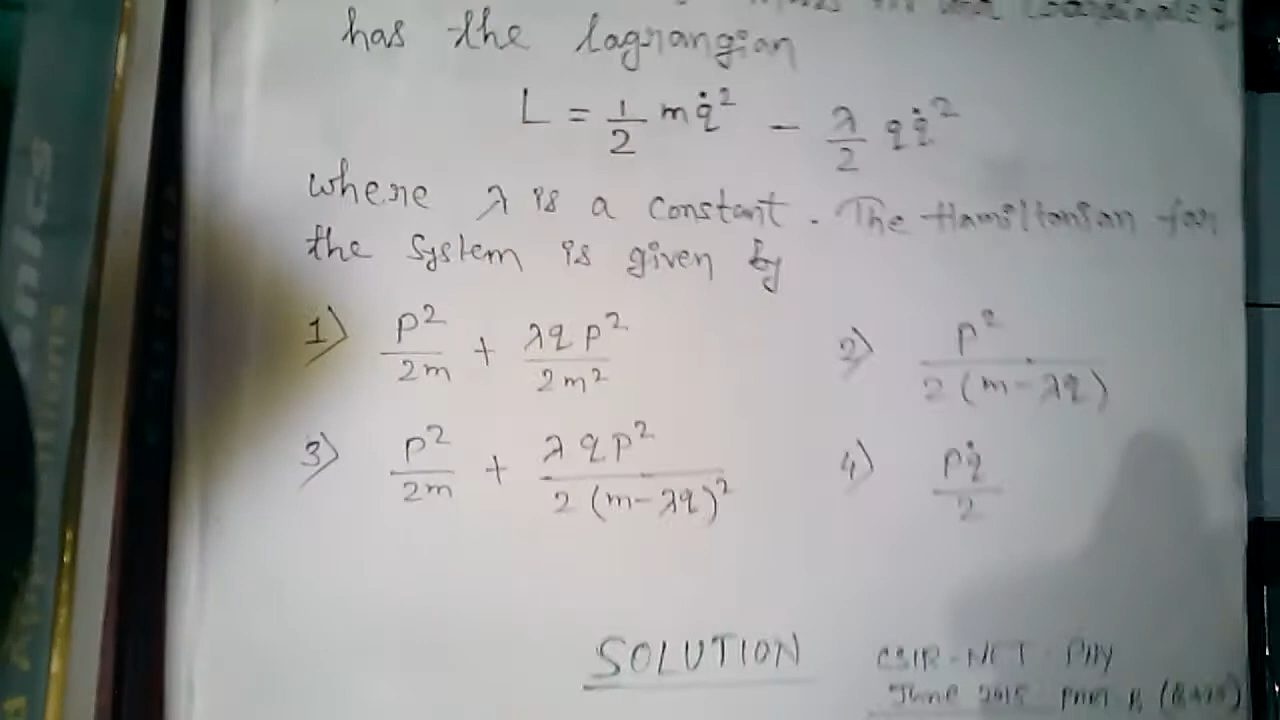 has the lagrangian
L = 1/2 mq̇² - λ/2 qq̇²
where λ is a constant. The Hamiltonian for
the system is given by
1) p²/2m + λqp²/2m² 2) p²/2(m-λq)
3) p²/2m + λqp²/2(m-λq)² 4) pq̇/2
SOLUTION CSIR-NET PHY
June 2015 PART B